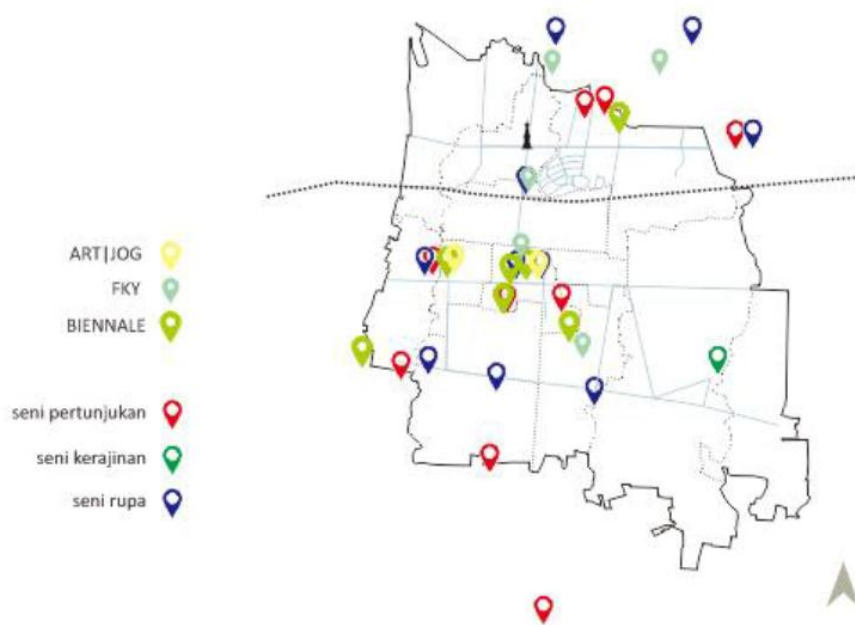 ART|JOG
FKY
BIENNALE
seni pertunjukan
seni kerajinan
seni rupa